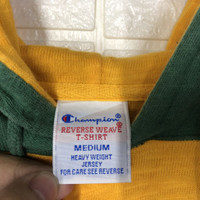 Champion
REVERSE WEAVE
T-SHIRT
MEDIUM
HEAVY WEIGHT
JERSEY
FOR CARE SEE REVERSE